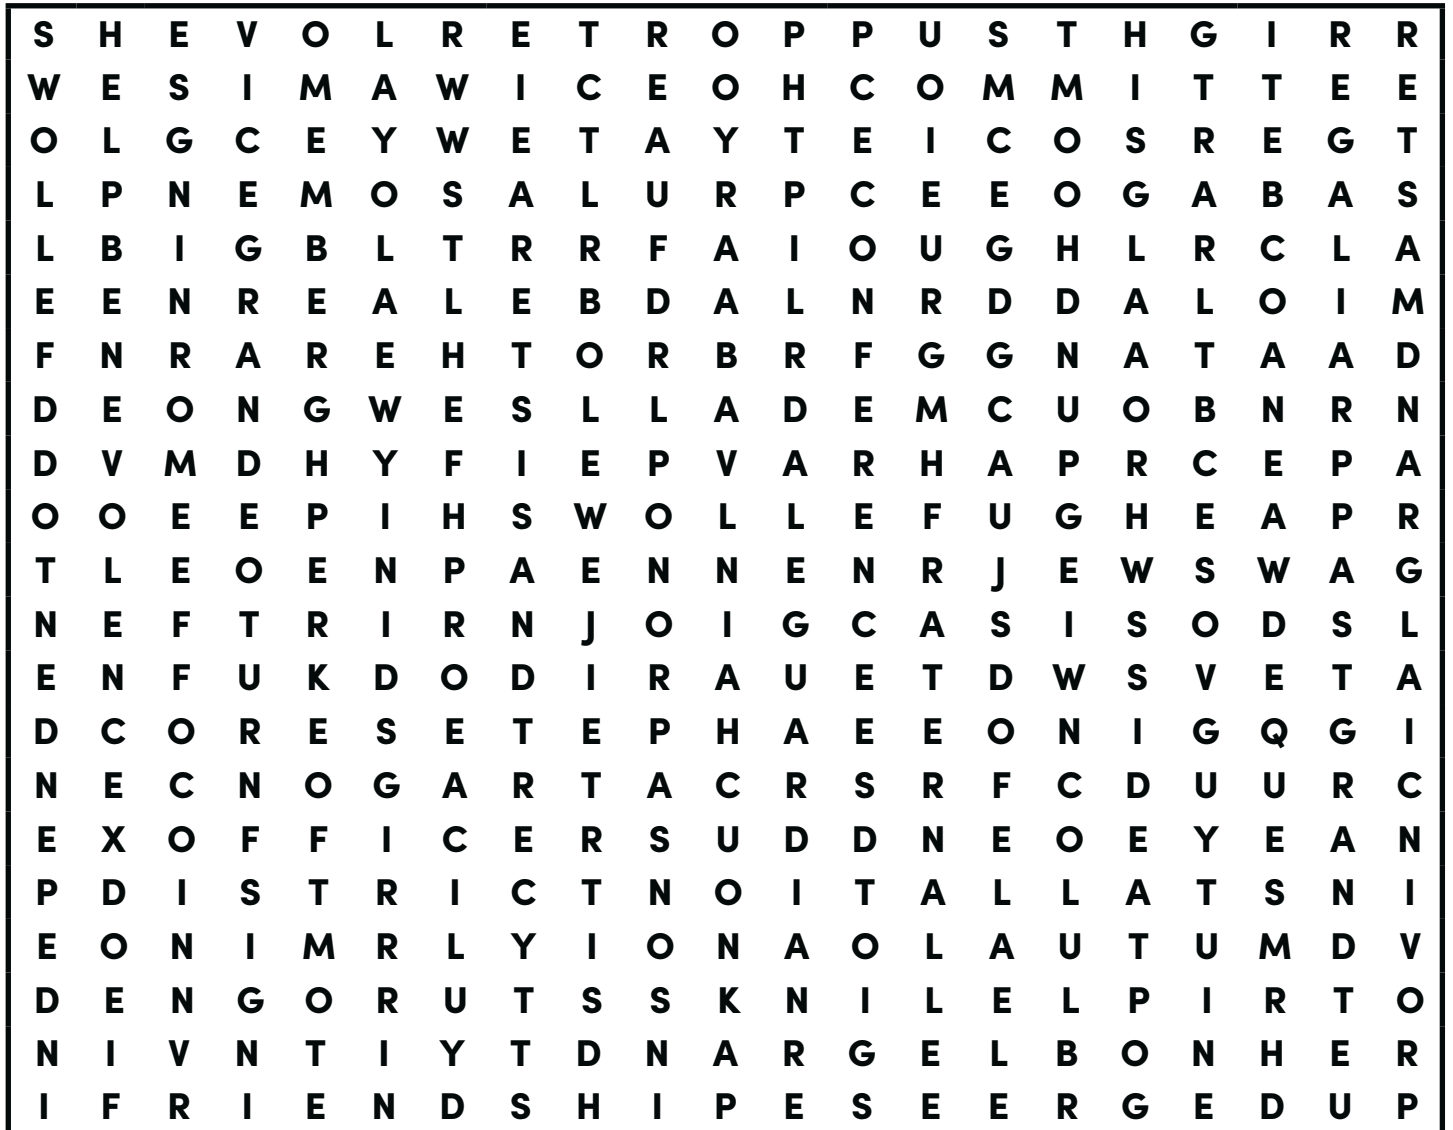 S H E V O L R E T R O P P U S T H G I R R
W E S I M A W I C E O H C O M M I T T E E
O L G C E Y W E T A Y T E I C O S R E G T
L P N E M O S A L U R P C E E O G A B A S
L B I G B L T R R F A I O U G H L R C L A
E E N R E A L E B D A L N R D D A L O I M
F N R A R E H T O R B R F G G N A T A A D
D E O N G W E S L L A D E M C U O B N R N
D V M D H Y F I E P V A R H A P R C E P A
O O E E P I H S W O L L E F U G H E A P R
T L E O E N P A E N N E N R J E W S W A G
N E F T R I R N J O I G C A S I S O D S L
E N F U K D O D I R A U E T D W S V E T A
D C O R E S E T E P H A E E O N I G Q G I
N E C N O G A R T A C R S R F C D U U R C
E X O F F I C E R S U D D N E O E Y E A N
P D I S T R I C T N O I T A L L A T S N I
E O N I M R L Y I O N A O L A U T U M D V
D E N G O R U T S S K N I L E L P I R T O
N I V N T I Y T D N A R G E L B O N H E R
I F R I E N D S H I P E S E E R G E D U P